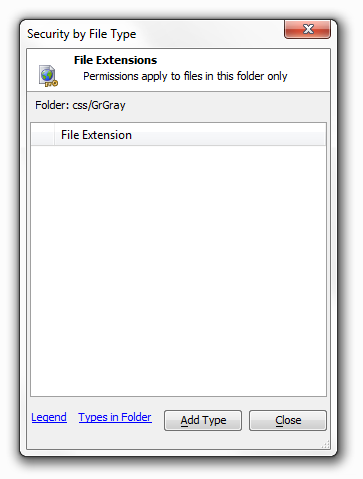 Security by File Type
File Extensions
Permissions apply to files in this folder only
Folder: css/GrGray
File Extension
Legend Types in Folder Add Type Close